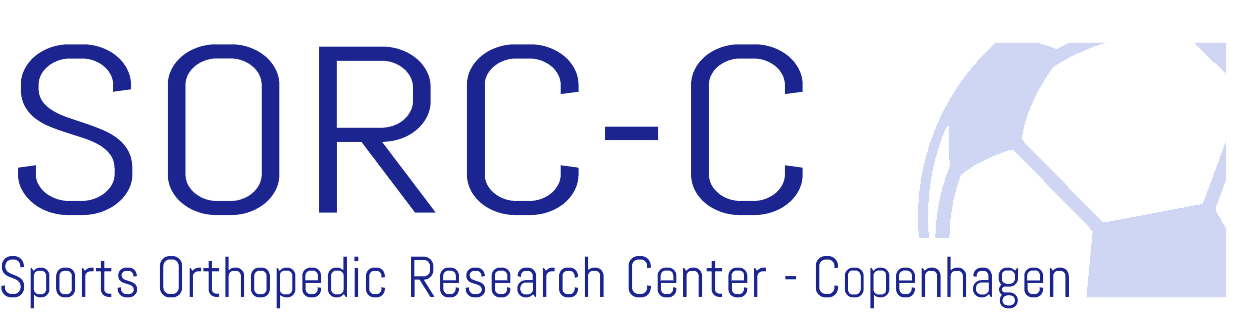 SORC-C
Sports Orthopedic Research Center - Copenhagen